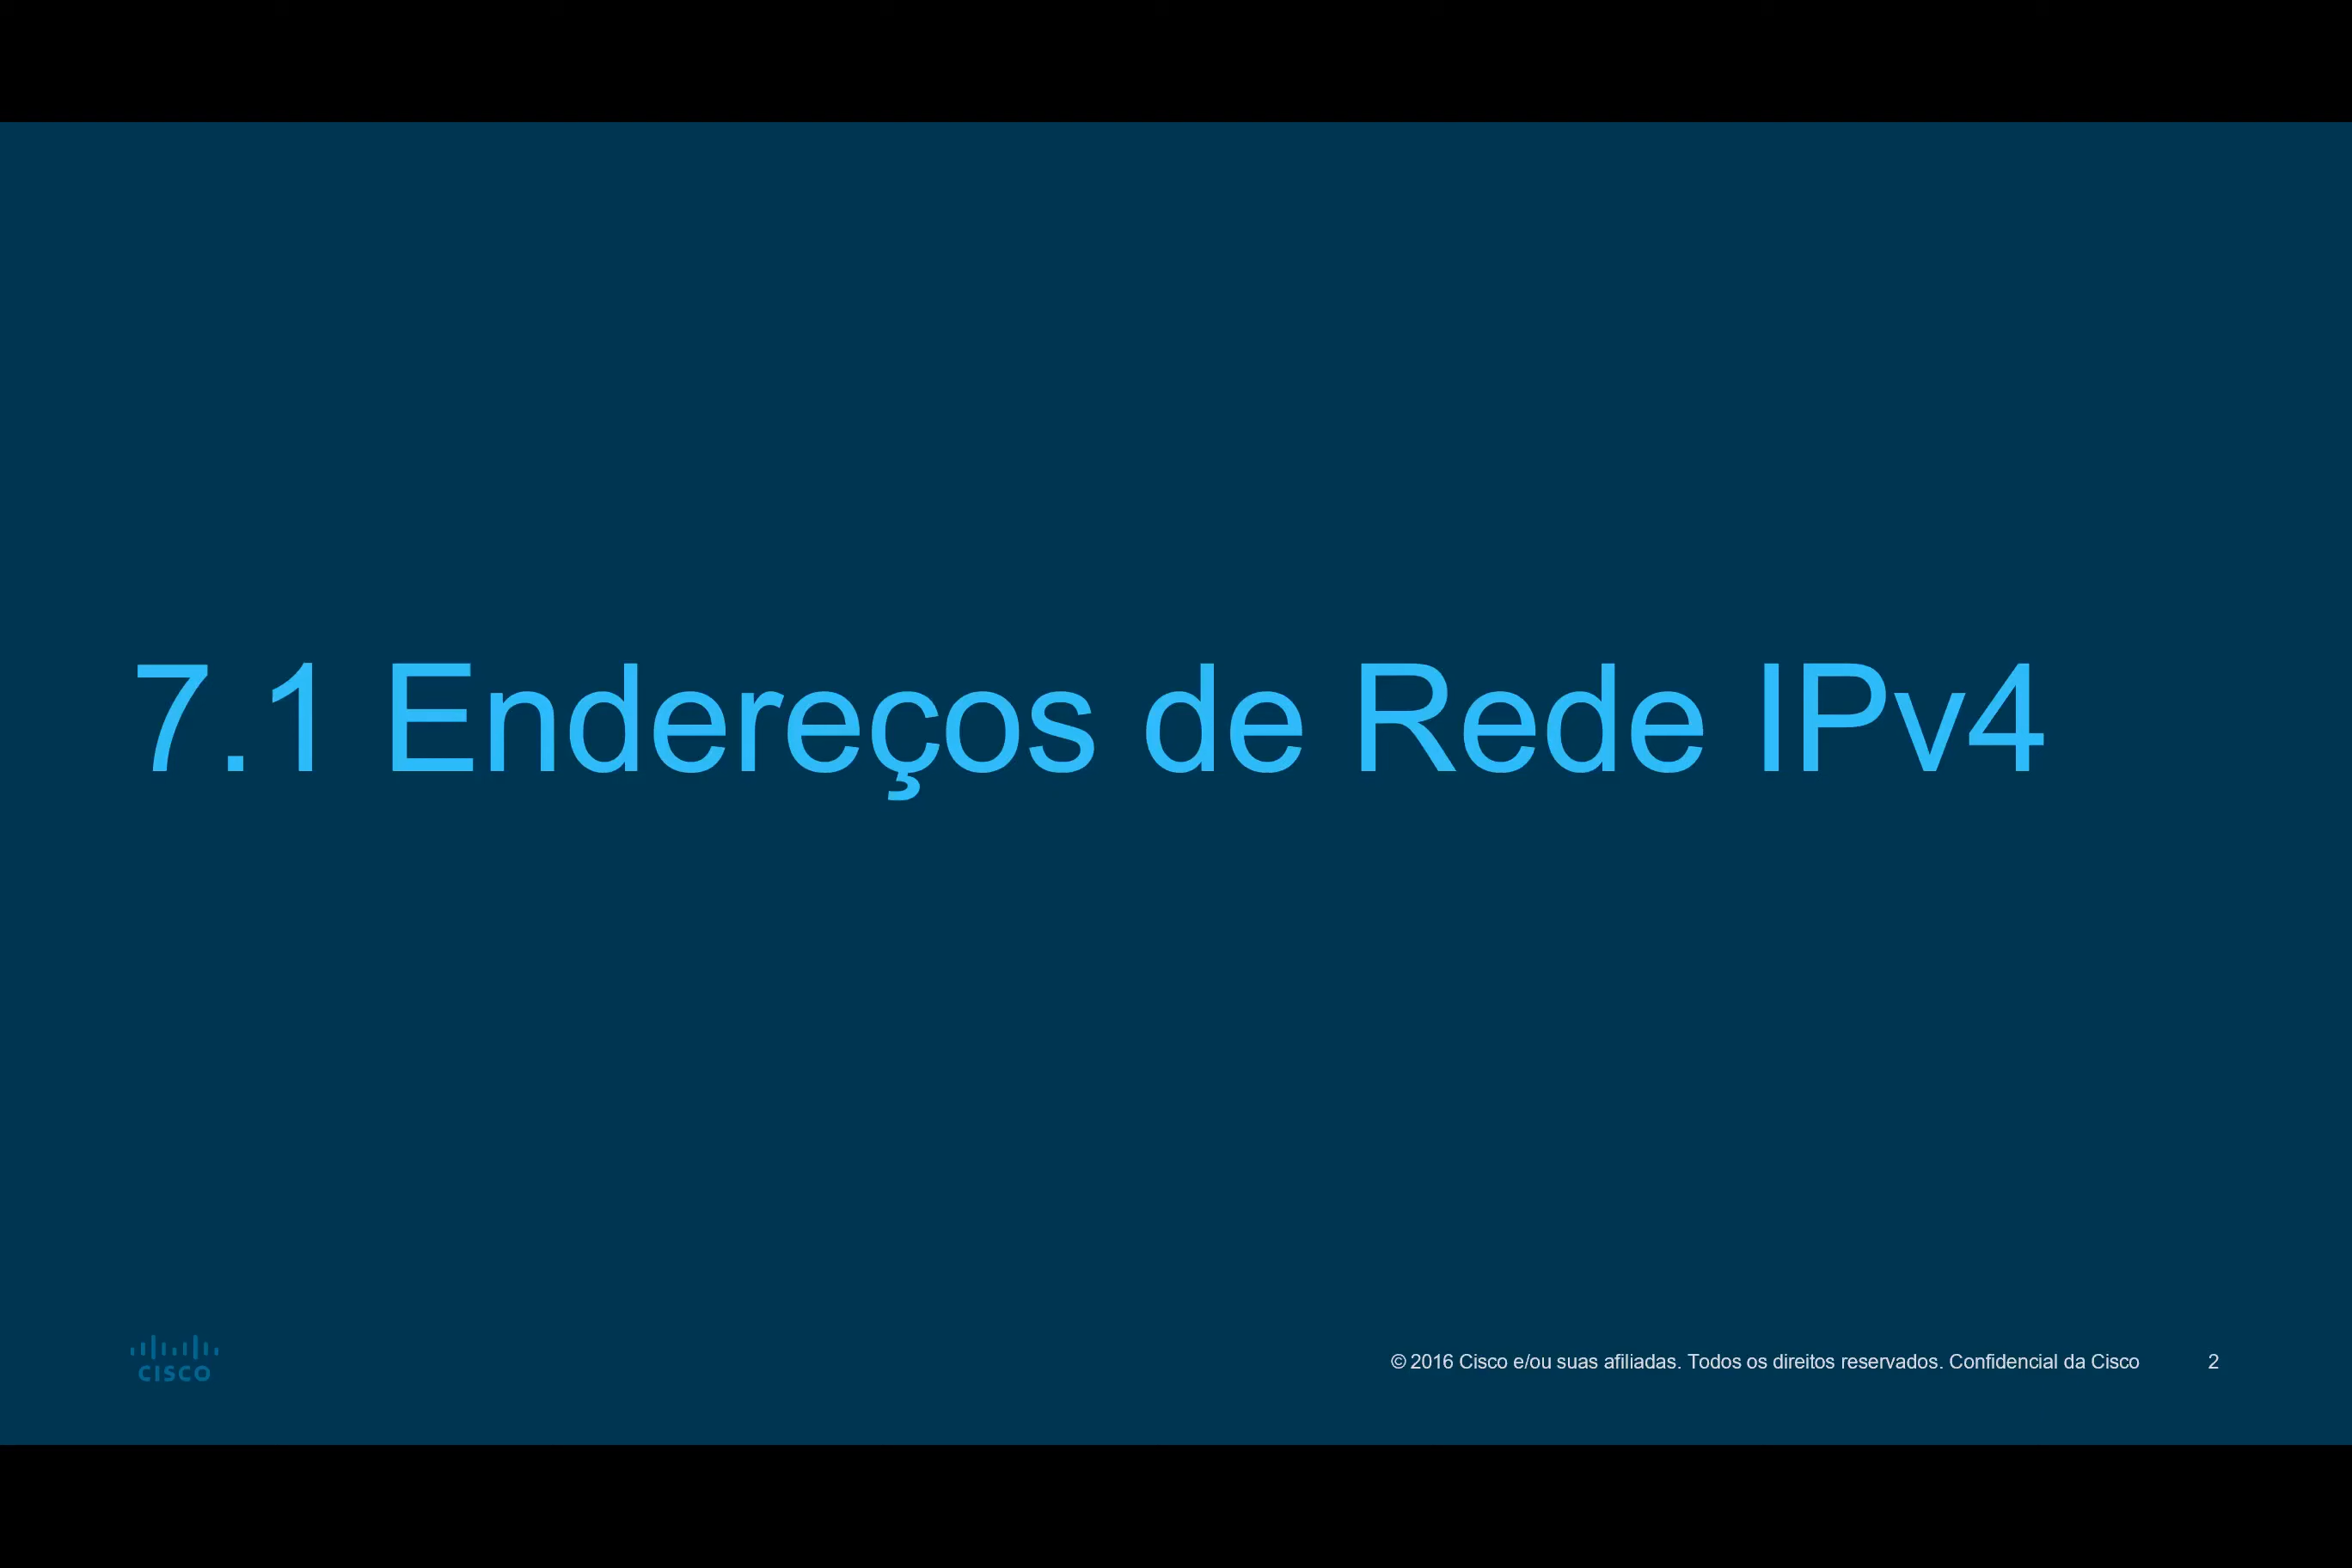 7.1 Endereços de Rede IPv4
CISCO
© 2016 Cisco e/ou suas afiliadas. Todos os direitos reservados. Confidencial da Cisco 2